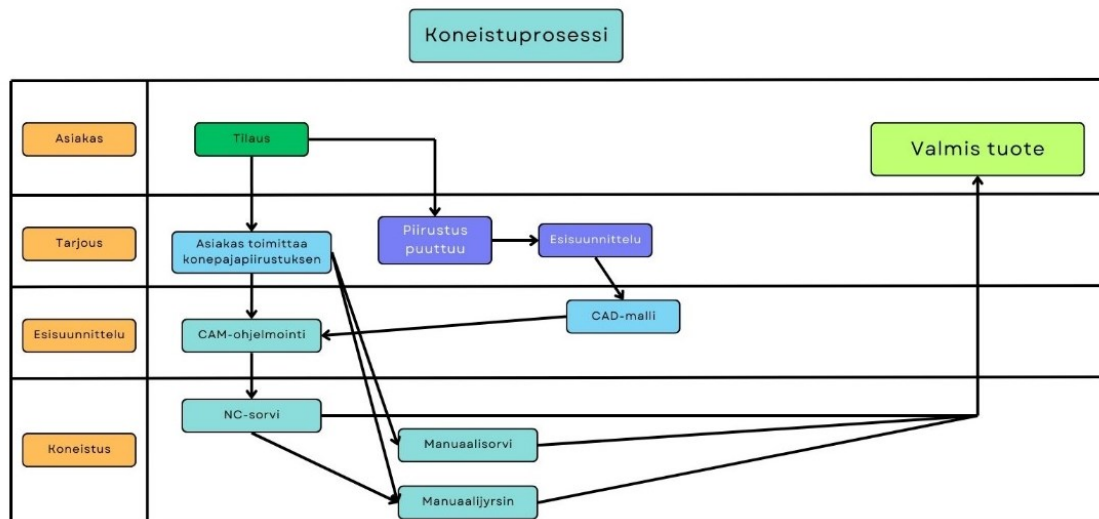 Koneistuprosessi
Asiakas
Tilaus
Valmis tuote
Tarjous
Asiakas toimittaa
konepajapiirustuksen
Piirustus
puuttuu
Esisuunnittelu
Esisuunnittelu
CAM-ohjelmointi
CAD-malli
Koneistus
NC-sorvi
Manuaalisorvi
Manuaalijyrsin